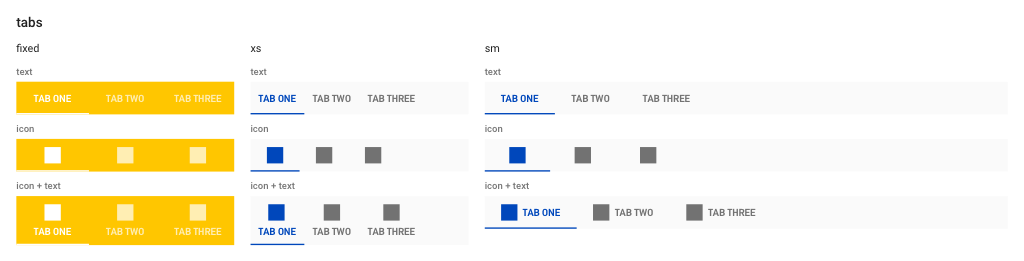 tabs
fixed
xs
sm
text
text
text
TAB ONE TAB TWO TAB THREE
TAB ONE TAB TWO TAB THREE
TAB ONE TAB TWO TAB THREE
icon
icon
icon
icon + text
icon + text
icon + text
TAB ONE TAB TWO TAB THREE
TAB ONE TAB TWO TAB THREE
TAB ONE TAB TWO TAB THREE